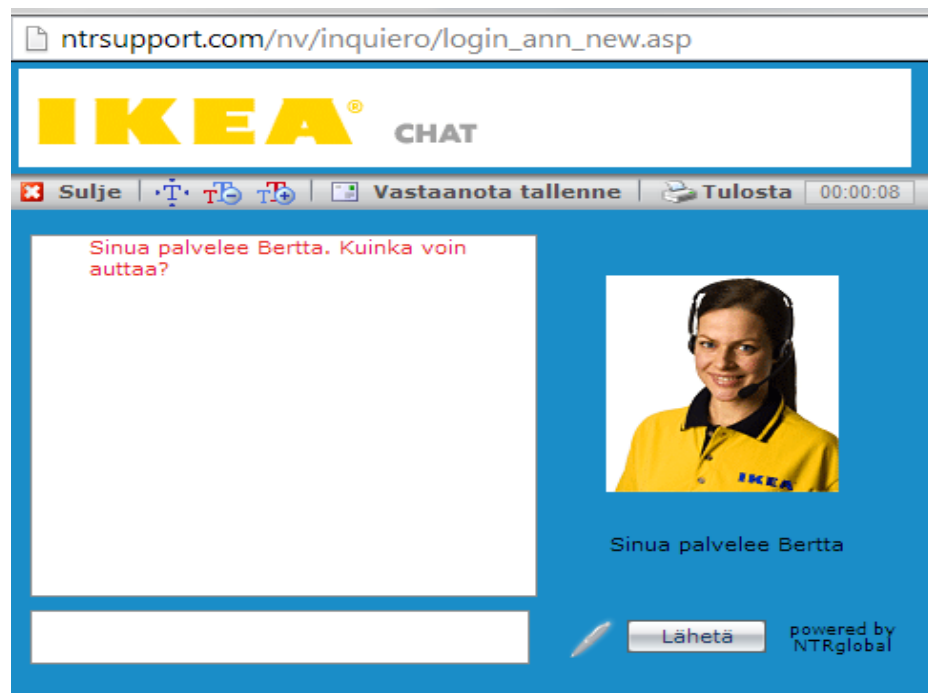 ntrsupport.com/nv/inquiero/login_ann_new.asp
IKEA® CHAT
Sulje | T T T | Vastaanota tallenne | Tulosta 00:00:08
Sinua palvelee Bertta. Kuinka voin
auttaa?
IKEA
Sinua palvelee Bertta
Lähetä
powered by
NTRglobal